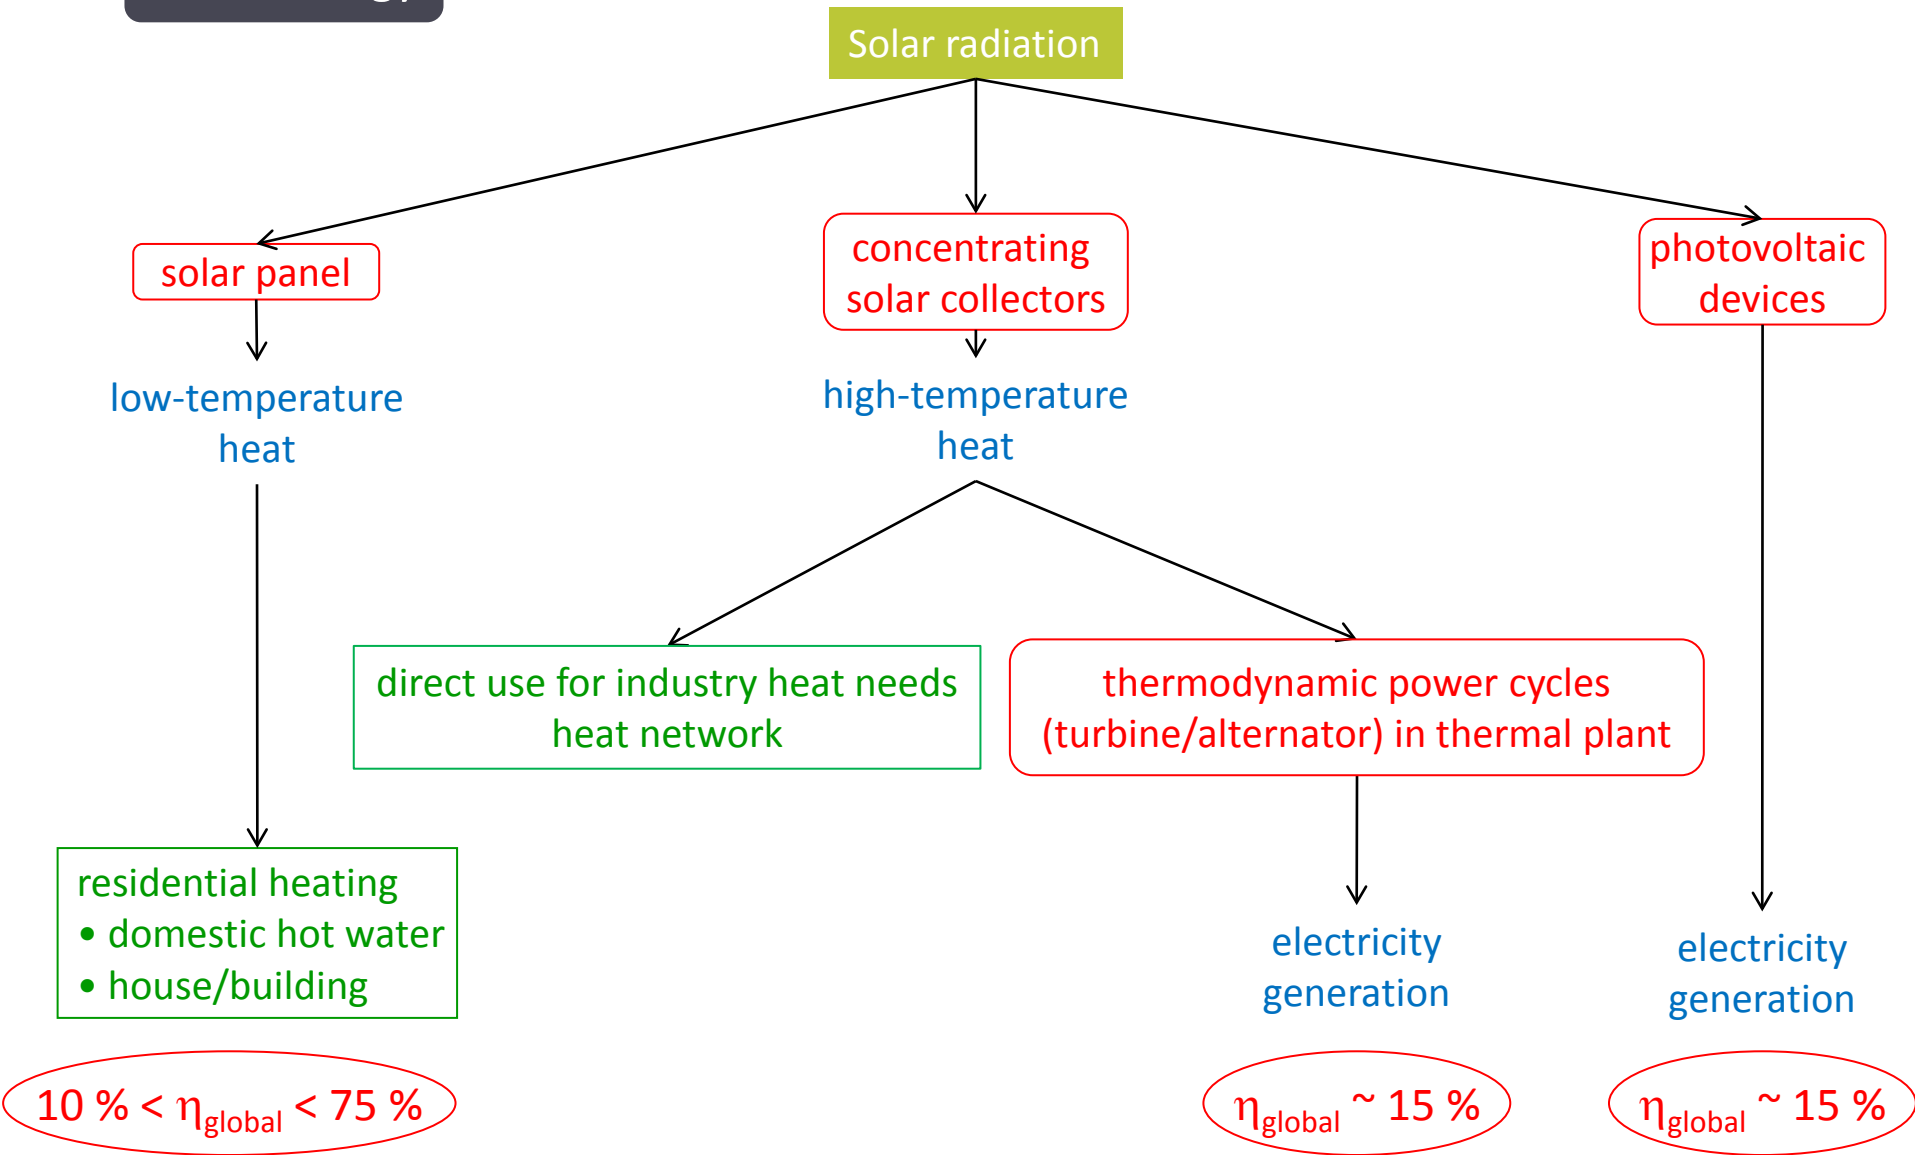 Solar radiation
solar panel
concentrating
solar collectors
photovoltaic
devices
low-temperature
heat
high-temperature
heat
direct use for industry heat needs
heat network
thermodynamic power cycles
(turbine/alternator) in thermal plant
residential heating
• domestic hot water
• house/building
electricity
generation
electricity
generation
10 % < ηglobal < 75 %
ηglobal ~ 15 %
ηglobal ~ 15 %